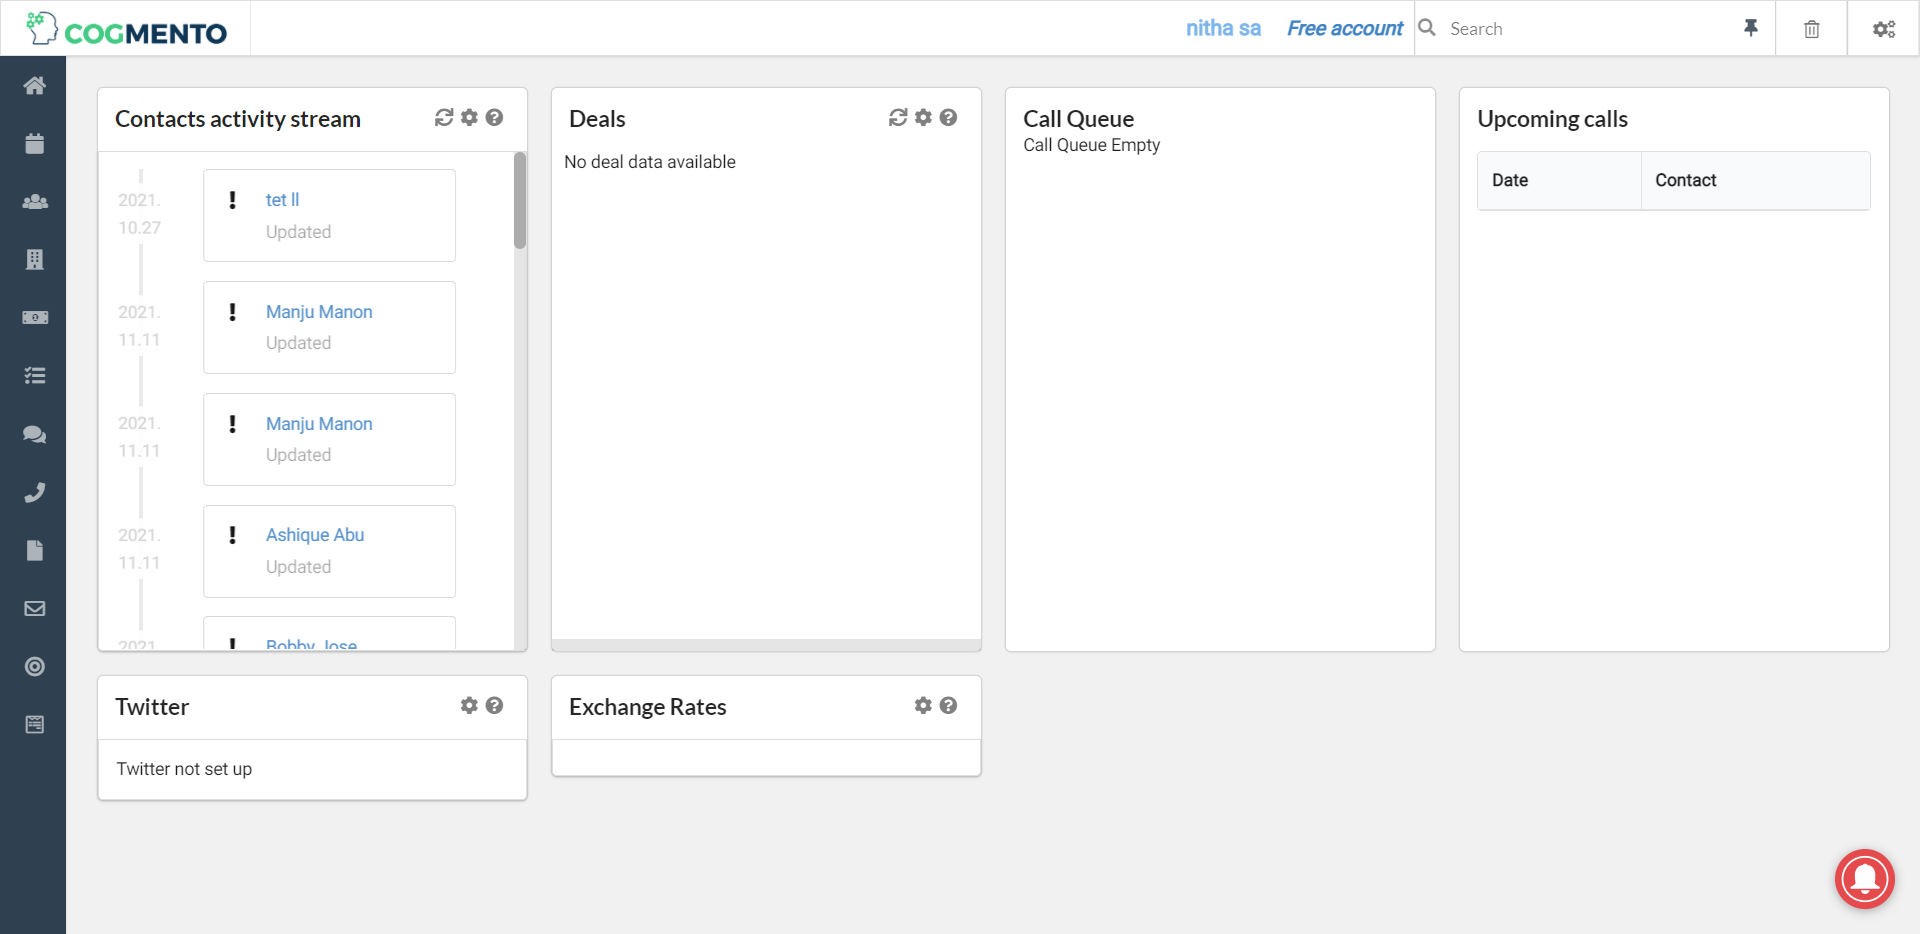 COGMENTO
nitha sa
Free account
Search
Contacts activity stream
2021.
10.27
tet ll
Updated
2021.
11.11
Manju Manon
Updated
2021.
11.11
Manju Manon
Updated
2021.
11.11
Ashique Abu
Updated
2021.
Bobby Jose
Deals
No deal data available
Call Queue
Call Queue Empty
Upcoming calls
Date
Contact
Twitter
Twitter not set up
Exchange Rates